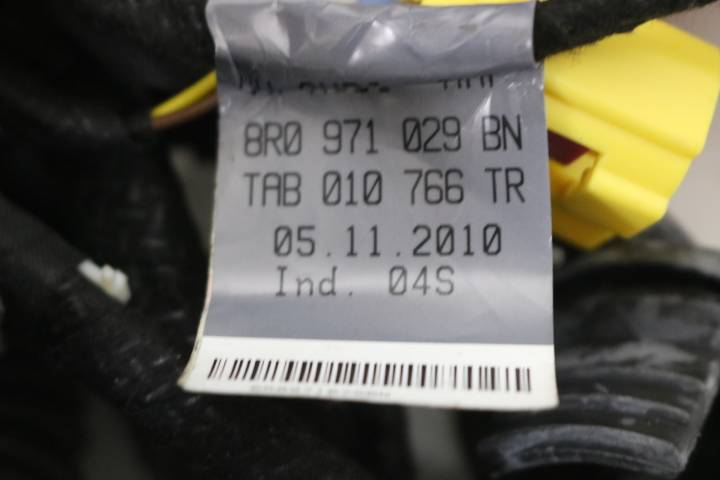 8R0 971 029 BN
TAB 010 766 TR
05.11.2010
Ind. 04S